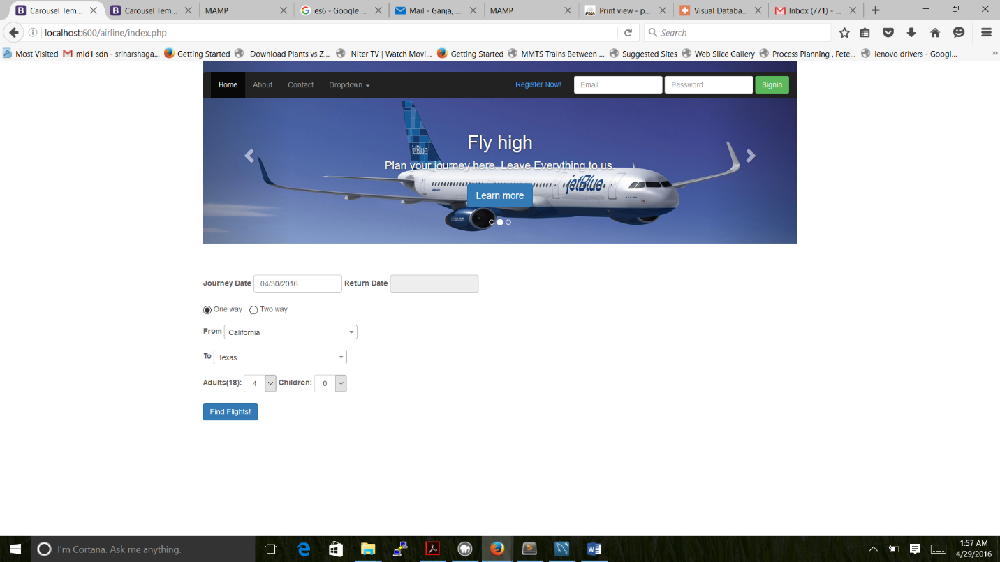 Carousel Tem...
Carousel Tem...
MAMP
es6 - Google ...
Mail - Ganja, ...
MAMP
Print view - p...
Visual Databa...
Inbox (771) - ...
localhost:600/airline/index.php
Search
Most Visited
mid1 sdn - sriharshaga...
Getting Started
Download Plants vs Z...
Niter TV | Watch Movi...
Getting Started
MMTS Trains Between ...
Suggested Sites
Web Slice Gallery
Process Planning , Pete...
lenovo drivers - Googl...
Home
About
Contact
Dropdown
Register Now!
Email
Password
Signin
jetBlue
Fly high
Plan your journey here. Leave Everything to us.
jetBlue
Learn more
Journey Date 04/30/2016 Return Date
One way Two way
From California
To Texas
Adults(18): 4 Children: 0
Find Flights!
I'm Cortana. Ask me anything.
1:57 AM
4/29/2016